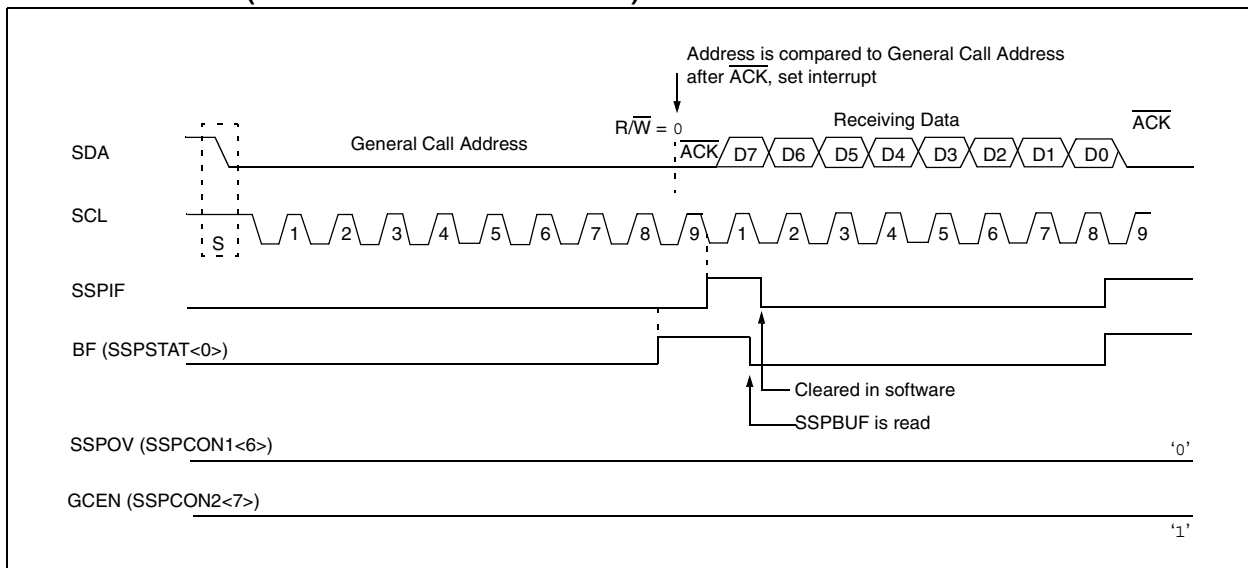 (
)
Address is compared to General Call Address
after ACK, set interrupt
R/W = 0
Receiving Data
ACK
SDA
General Call Address
ACK
D7 D6 D5 D4 D3 D2 D1 D0
SCL
S
1 2 3 4 5 6 7 8 9 1 2 3 4 5 6 7 8 9
SSPIF
BF (SSPSTAT<0>)
Cleared in software
SSPBUF is read
SSPOV (SSPCON1<6>)
‘0’
GCEN (SSPCON2<7>)
‘1’